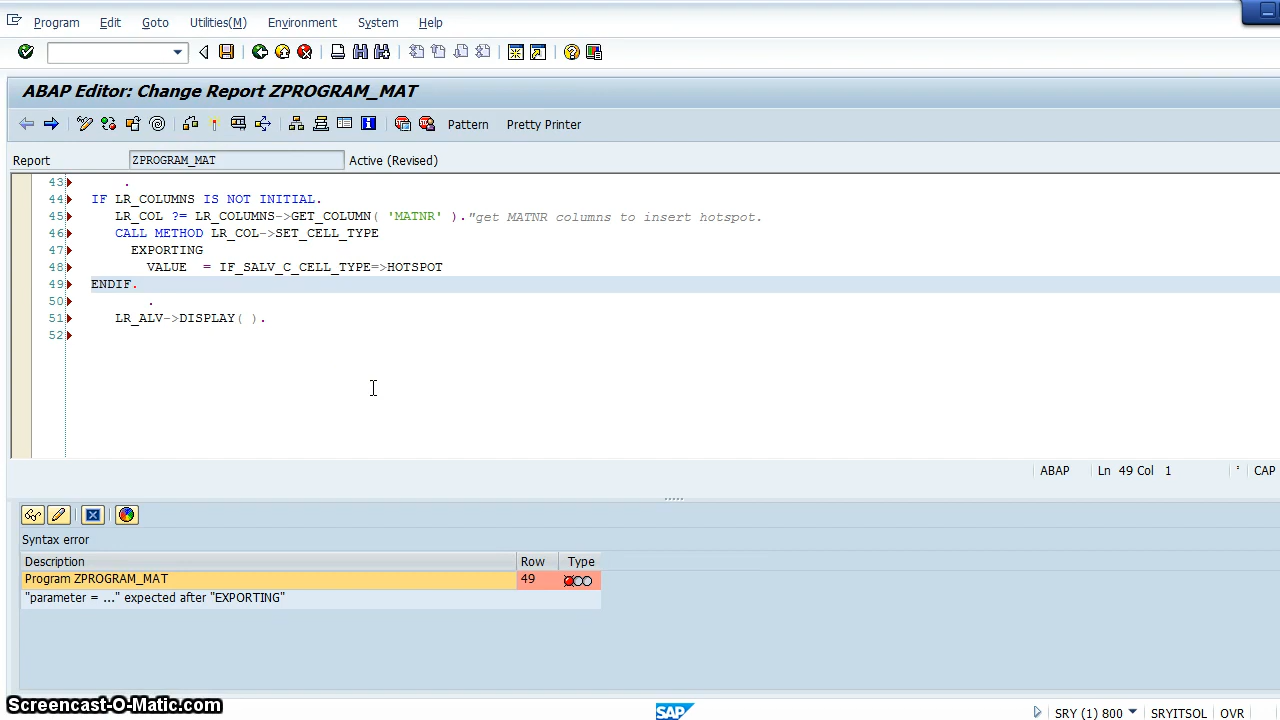 Program Edit Goto Utilities(M) Environment System Help
ABAP Editor: Change Report ZPROGRAM_MAT
Pattern Pretty Printer
Report ZPROGRAM_MAT Active (Revised)
43 .
44 IF LR_COLUMNS IS NOT INITIAL.
45 LR_COL ?= LR_COLUMNS->GET_COLUMN( 'MATNR' )."get MATNR columns to insert hotspot.
46 CALL METHOD LR_COL->SET_CELL_TYPE
47 EXPORTING
48 VALUE = IF_SALV_C_CELL_TYPE=>HOTSPOT
49 ENDIF.
50 .
51 LR_ALV->DISPLAY( ).
52
ABAP Ln 49 Col 1 CAP
Syntax error
Description Row Type
Program ZPROGRAM_MAT 49
"parameter = ..." expected after "EXPORTING"
Screencast-O-Matic.com
SAP SRY (1) 800 SRYITSOL OVR